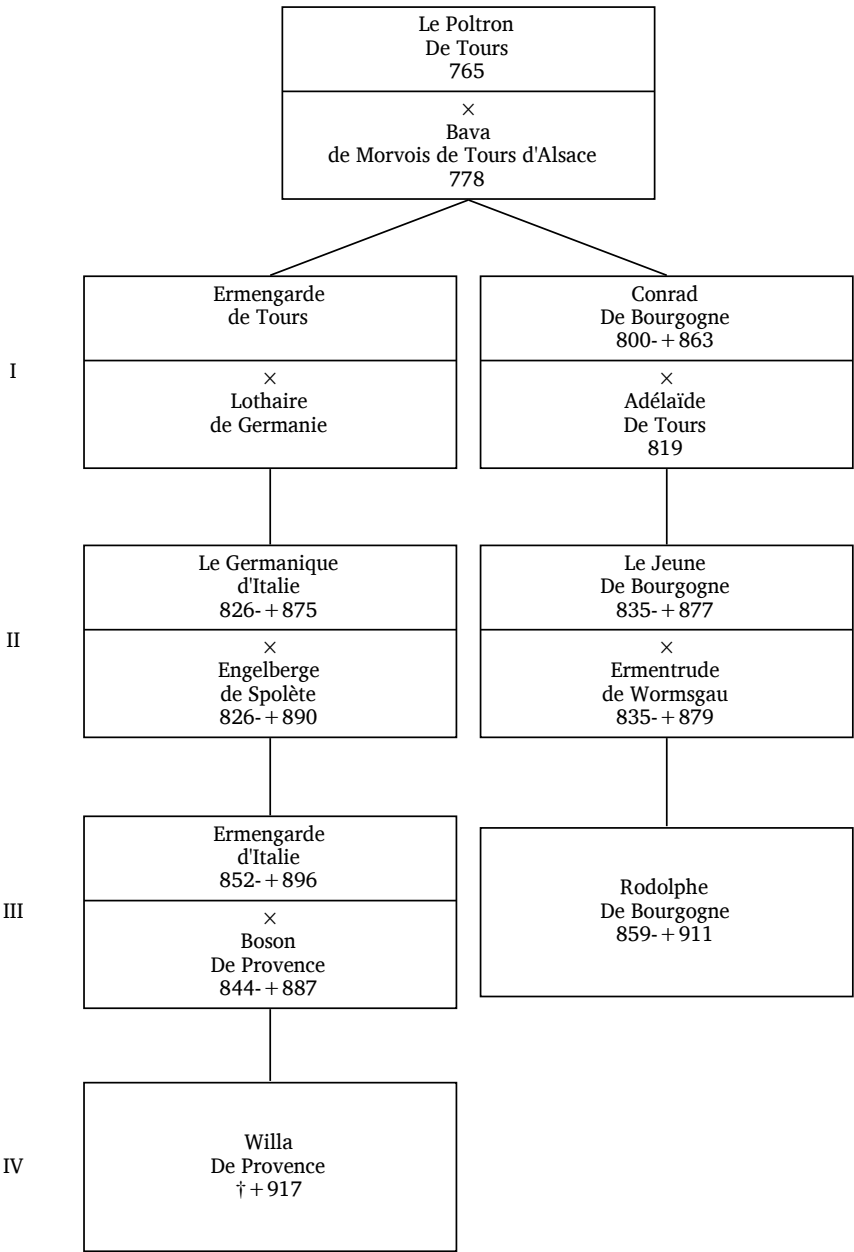 Le Poltron
De Tours
765
×
Bava
de Morvois de Tours d'Alsace
778
I
Ermengarde
de Tours
×
Lothaire
de Germanie
Conrad
De Bourgogne
800-+863
×
Adélaïde
De Tours
819
II
Le Germanique
d'Italie
826-+875
×
Engelberge
de Spolète
826-+890
Le Jeune
De Bourgogne
835-+877
×
Ermentrude
de Wormsgau
835-+879
III
Ermengarde
d'Italie
852-+896
×
Boson
De Provence
844-+887
Rodolphe
De Bourgogne
859-+911
IV
Willa
De Provence
†+917